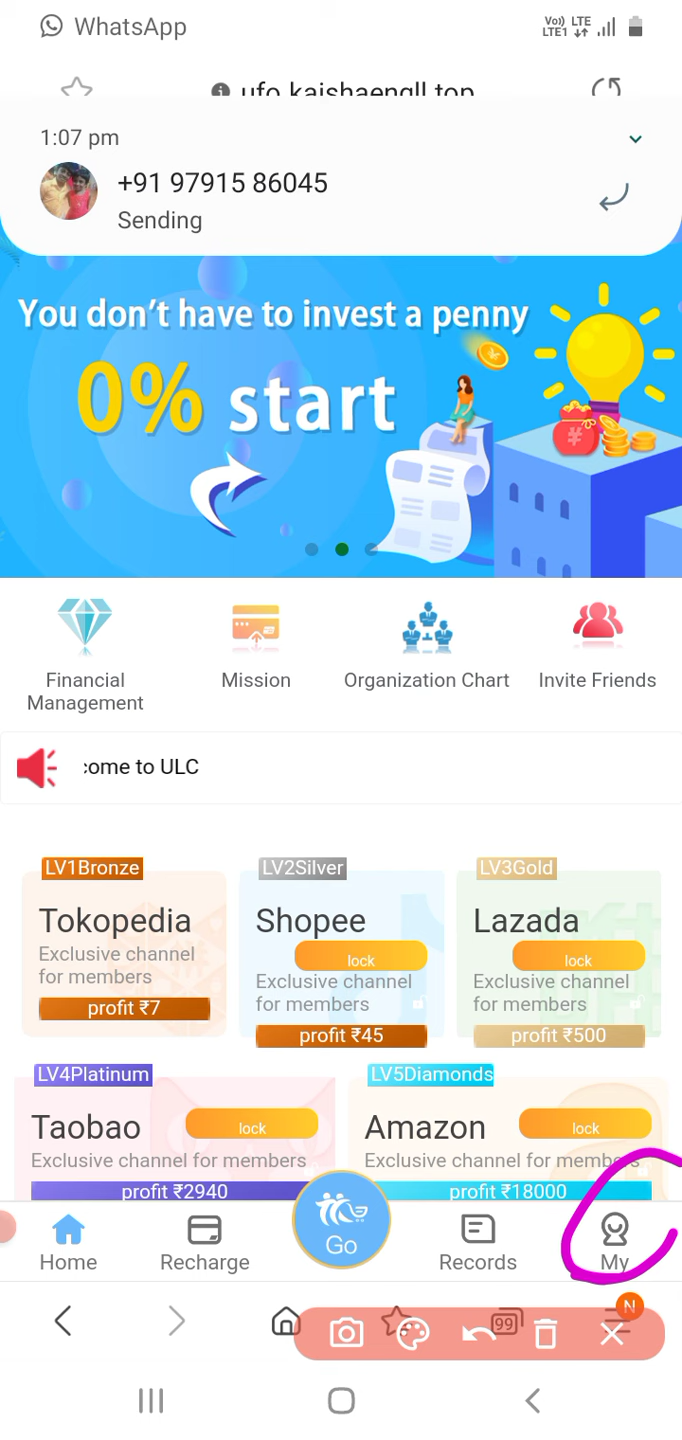 WhatsApp
Vo)) LTE
LTE1
ufo.kaishaengll.top
1:07 pm
+91 97915 86045
Sending
You don't have to invest a penny
0% start
Financial Management
Mission
Organization Chart
Invite Friends
come to ULC
LV1Bronze
Tokopedia
Exclusive channel
for members
profit ₹7
LV2Silver
Shopee
lock
Exclusive channel
for members
profit ₹45
LV3Gold
Lazada
lock
Exclusive channel
for members
profit ₹500
LV4Platinum
Taobao
lock
Exclusive channel for members
profit ₹2940
LV5Diamonds
Amazon
lock
Exclusive channel for members
profit ₹18000
Home
Recharge
Go
Records
My
99
N